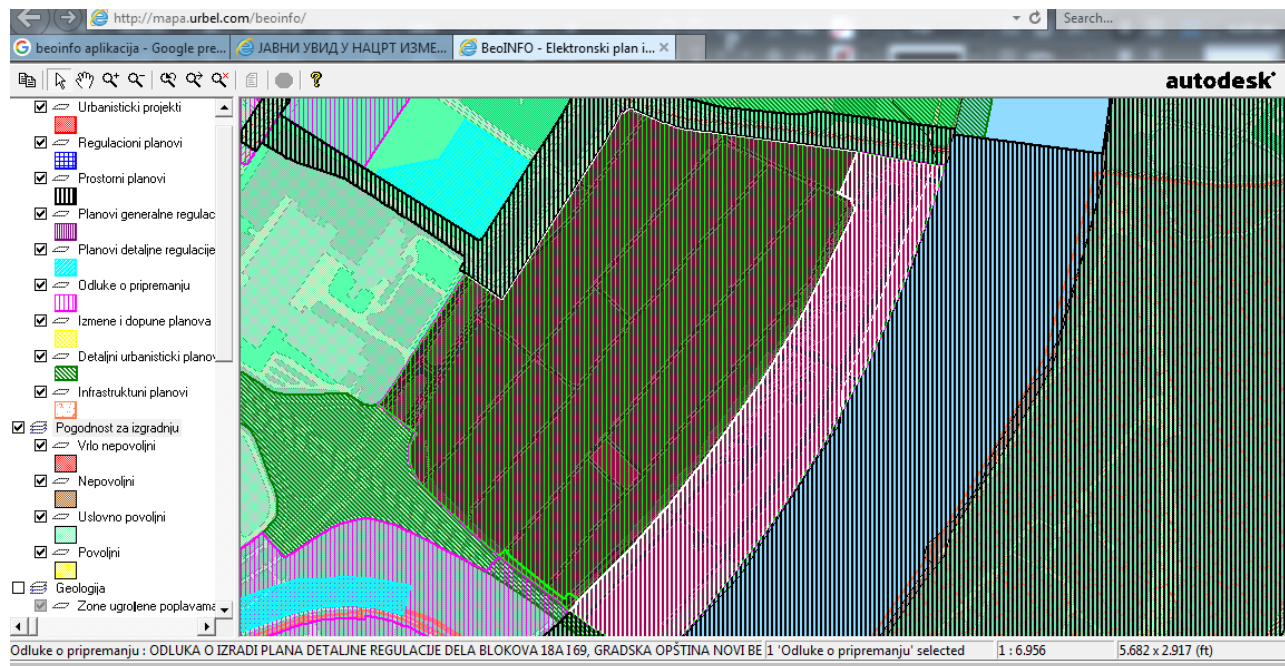 http://mapa.urbel.com/beoinfo/
Search...
beoinfo aplikacija - Google pre...
ЈАВНИ УВИД У НАЦРТ ИЗМЕ...
BeoINFO - Elektronski plan i...
autodesk
Urbanisticki projekti
Regulacioni planovi
Prostorni planovi
Planovi generalne regulac
Planovi detaljne regulacije
Odluke o pripremanju
Izmene i dopune planova
Detaljni urbanisticki planov
Infrastruktuni planovi
Pogodnost za izgradnju
Vrlo nepovoljni
Nepovoljni
Uslovno povoljni
Povoljni
Geologija
Zone ugrolene poplavama
Odluke o pripremanju : ODLUKA O IZRADI PLANA DETALJNE REGULACIJE DELA BLOKOVA 18A I 69, GRADSKA OPŠTINA NOVI BE
1 'Odluke o pripremanju' selected
1 : 6.956
5.682 x 2.917 (ft)